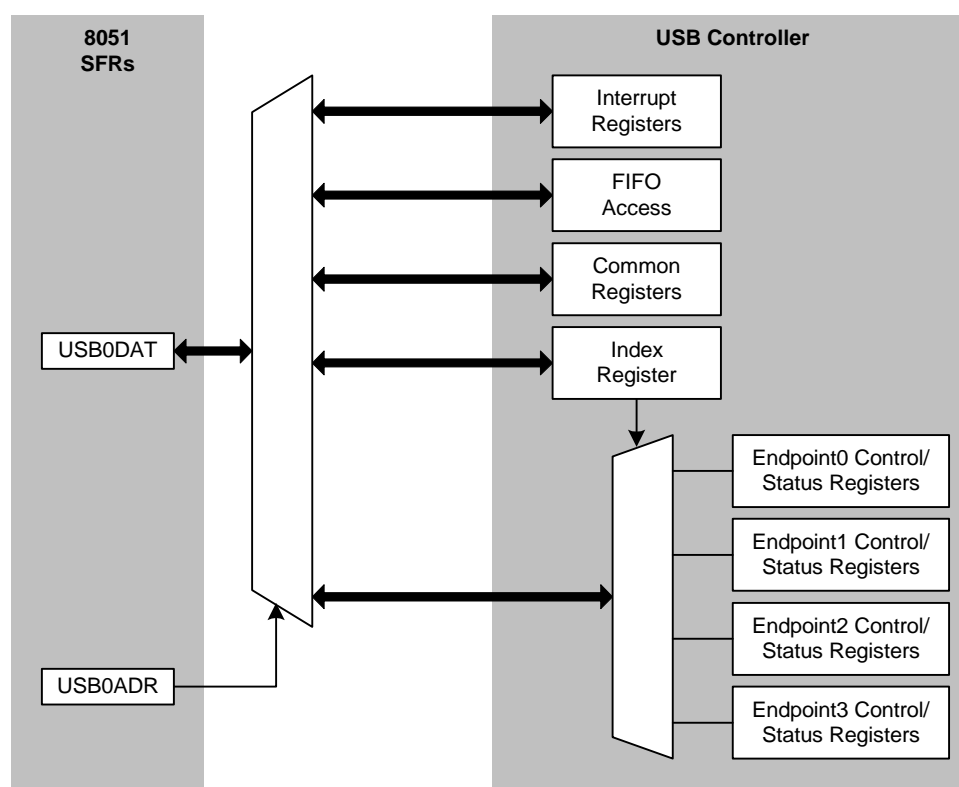 8051
SFRs
USB Controller
Interrupt
Registers
FIFO
Access
Common
Registers
USB0DAT
Index
Register
Endpoint0 Control/
Status Registers
Endpoint1 Control/
Status Registers
Endpoint2 Control/
Status Registers
USB0ADR
Endpoint3 Control/
Status Registers